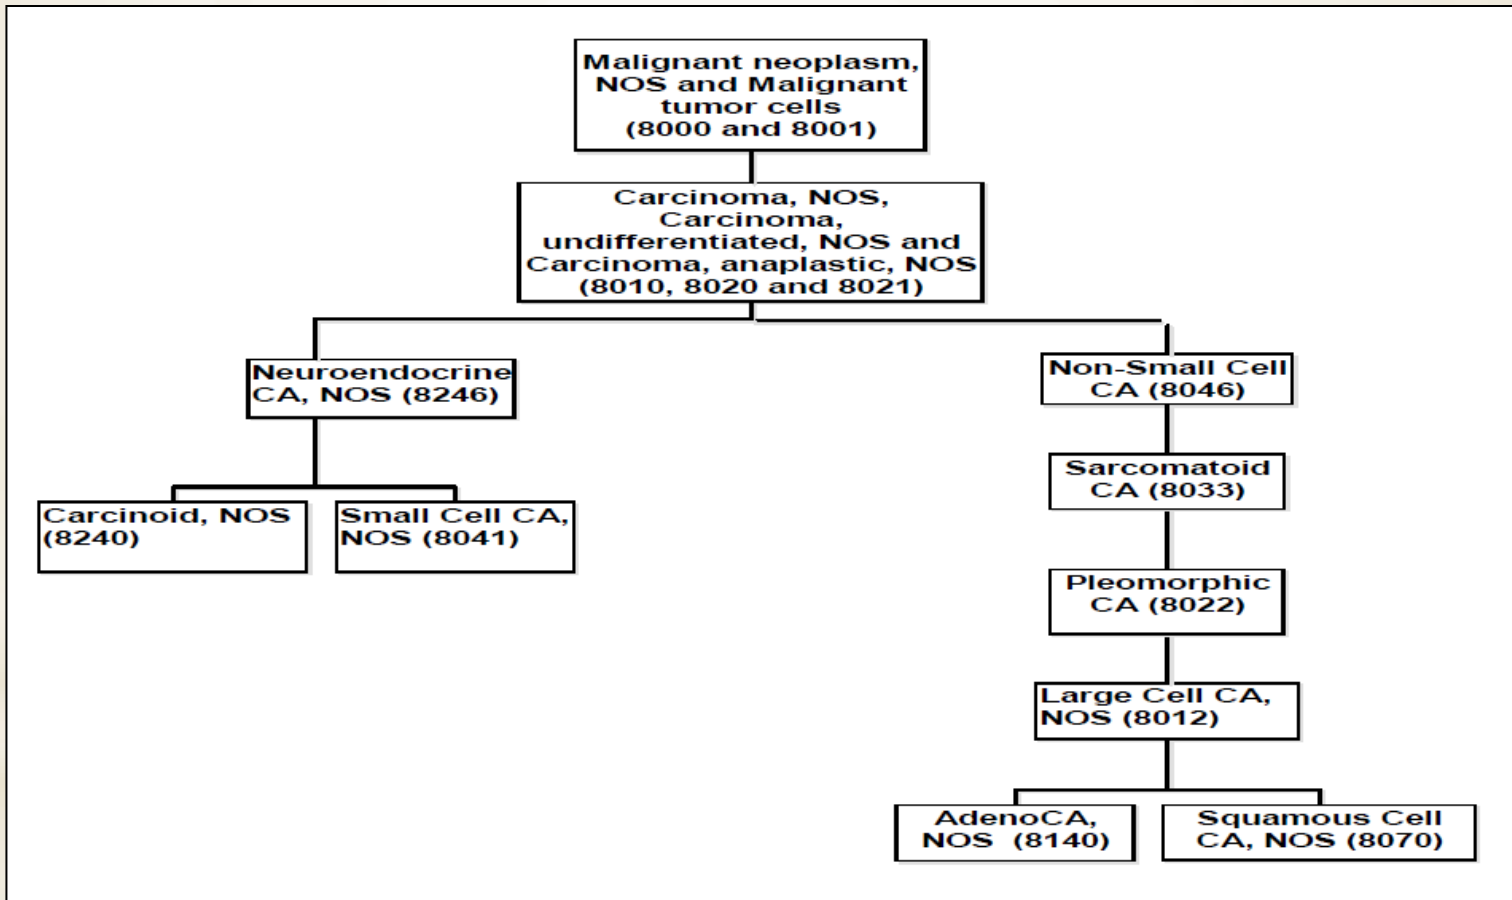 Malignant neoplasm,
NOS and Malignant
tumor cells
(8000 and 8001)
Carcinoma, NOS,
Carcinoma,
undifferentiated, NOS and
Carcinoma, anaplastic, NOS
(8010, 8020 and 8021)
Neuroendocrine
CA, NOS (8246)
Carcinoid, NOS
(8240)
Small Cell CA,
NOS (8041)
Non-Small Cell
CA (8046)
Sarcomatoid
CA (8033)
Pleomorphic
CA (8022)
Large Cell CA,
NOS (8012)
AdenoCA,
NOS (8140)
Squamous Cell
CA, NOS (8070)